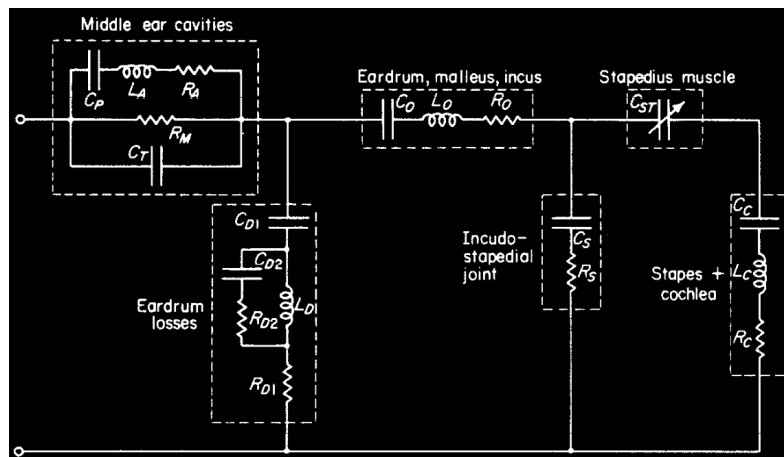 Middle ear cavities
C_P
L_A
R_A
R_M
C_T
Eardrum, malleus, incus
C_O
L_O
R_O
Stapedius muscle
C_ST
C_D1
C_D2
L_D
R_D2
R_D1
Eardrum
losses
Incudo-
stapedial
joint
C_S
R_S
C_C
L_C
R_C
Stapes +
cochlea